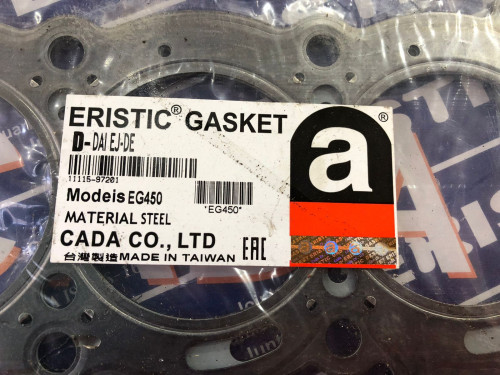 ERISTIC® GASKET
D-DAI EJ-DE
11115-97201
Modeis EG450
*EG450*
MATERIAL STEEL
CADA CO., LTD
EAC
台灣製造MADE IN TAIWAN
a ®